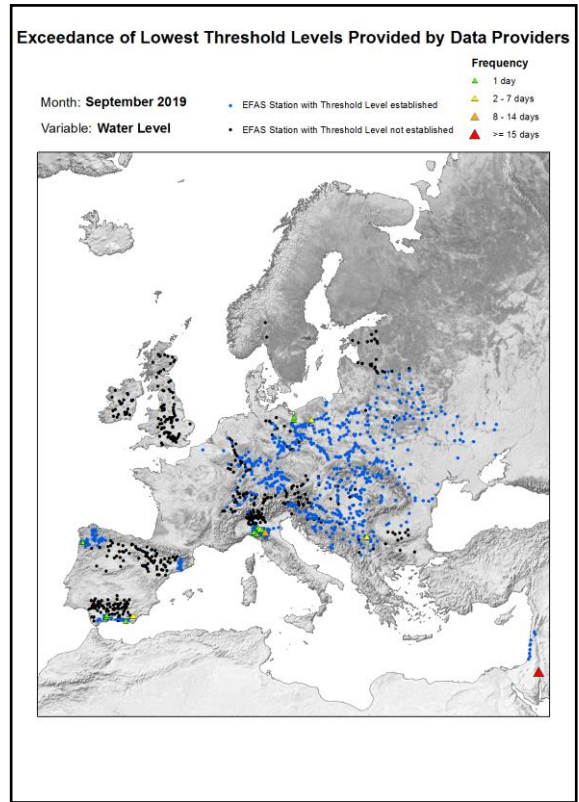 Exceedance of Lowest Threshold Levels Provided by Data Providers
Frequency
1 day
2 - 7 days
8 - 14 days
>= 15 days
Month: September 2019
EFAS Station with Threshold Level established
Variable: Water Level
EFAS Station with Threshold Level not established